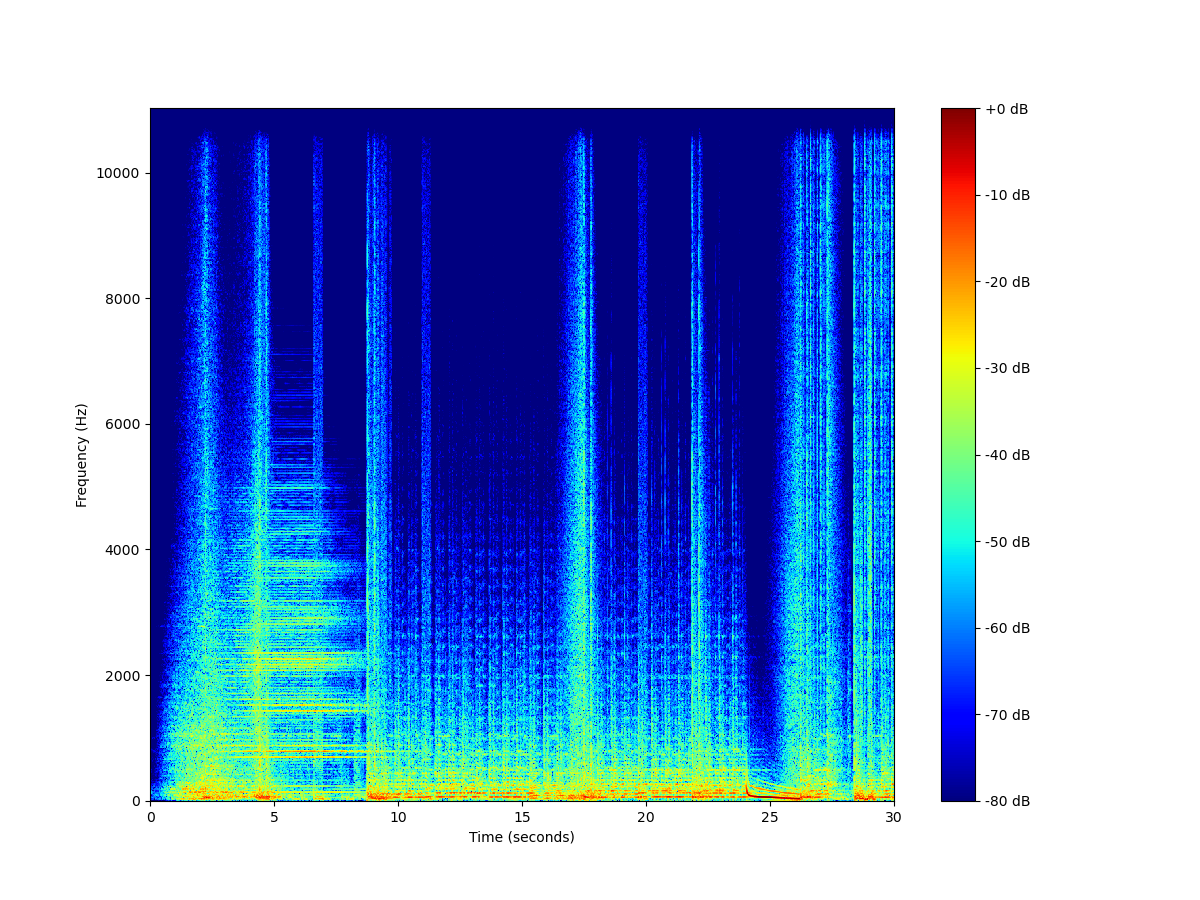 +0 dB
10000
-10 dB
-20 dB
8000
-30 dB
6000
Frequency (Hz)
-40 dB
4000
-50 dB
-60 dB
2000
-70 dB
0
-80 dB
0 5 10 15 20 25 30
Time (seconds)